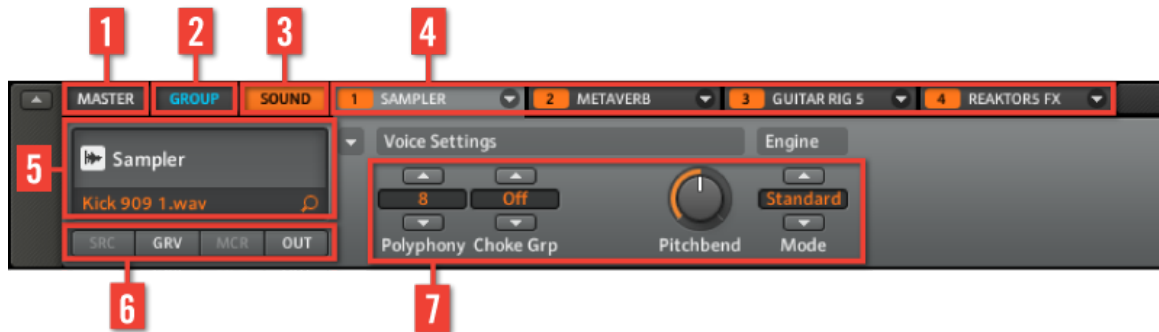 1 2 3 4
MASTER GROUP SOUND 1 SAMPLER 2 METAVERB 3 GUITAR RIG 5 4 REAKTOR5 FX
5
Sampler
Kick 909 1.wav
SRC GRV MCR OUT
Voice Settings Engine
8 Off Standard
Polyphony Choke Grp Pitchbend Mode
6 7